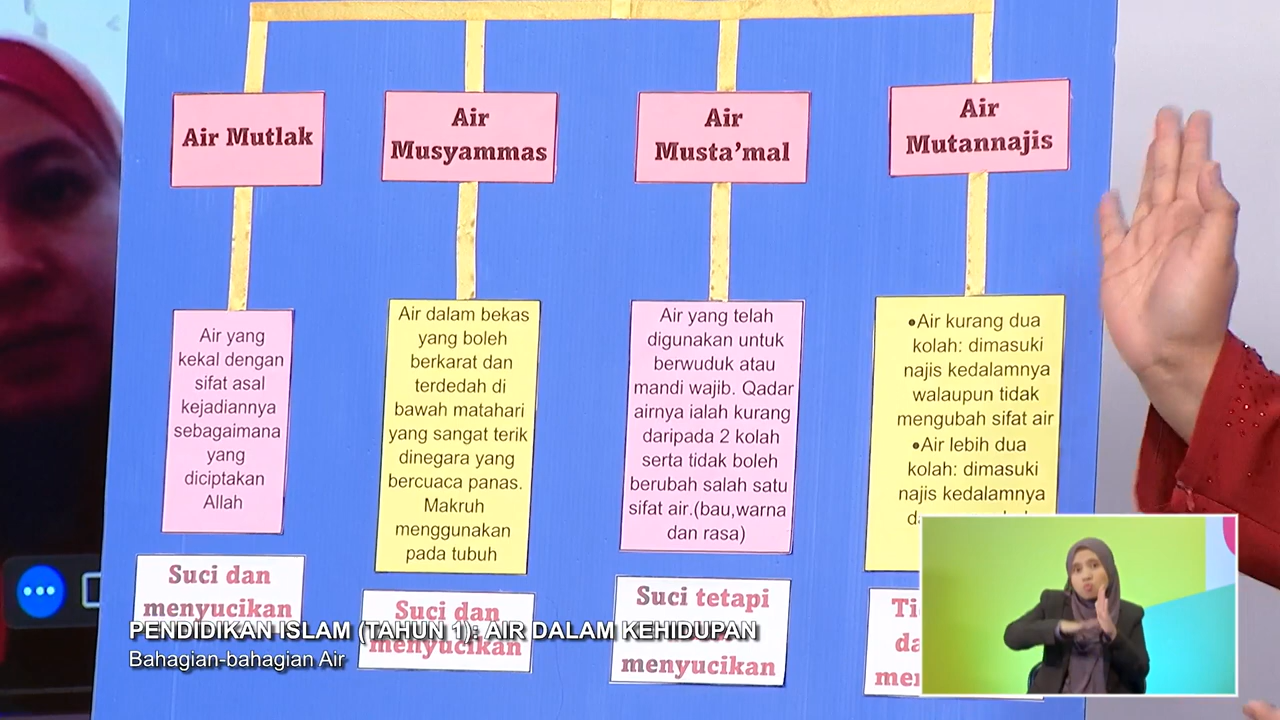 Air Mutlak
Air
Musyammas
Air
Musta'mal
Air
Mutannajis
Air yang
kekal dengan
sifat asal
kejadiannya
sebagaimana
yang
diciptakan
Allah
Air dalam bekas
yang boleh
berkarat dan
terdedah di
bawah matahari
yang sangat terik
dinegara yang
bercuaca panas.
Makruh
menggunakan
pada tubuh
Air yang telah
digunakan untuk
berwuduk atau
mandi wajib. Qadar
airnya ialah kurang
daripada 2 kolah
serta tidak boleh
berubah salah satu
sifat air.(bau,warna
dan rasa)
•Air kurang dua
kolah: dimasuki
najis kedalamnya
walaupun tidak
mengubah sifat air
•Air lebih dua
kolah: dimasuki
najis kedalamnya
Suci dan
menyucikan
Suci dan
menyucikan
Suci tetapi
menyucikan
PENDIDIKAN ISLAM (TAHUN 1): AIR DALAM KEHIDUPAN
Bahagian-bahagian Air